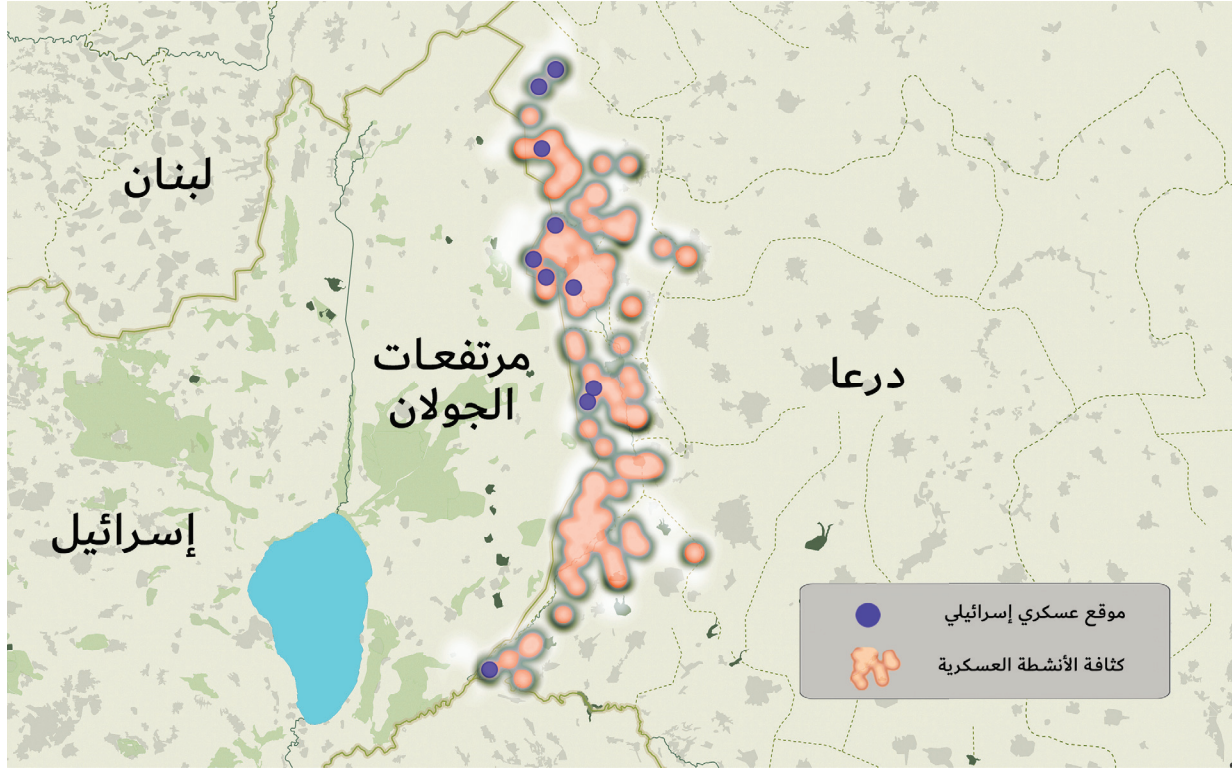 لبنان
مرتفعات
الجولان
درعا
إسرائيل
موقع عسكري إسرائيلي
كثافة الأنشطة العسكرية